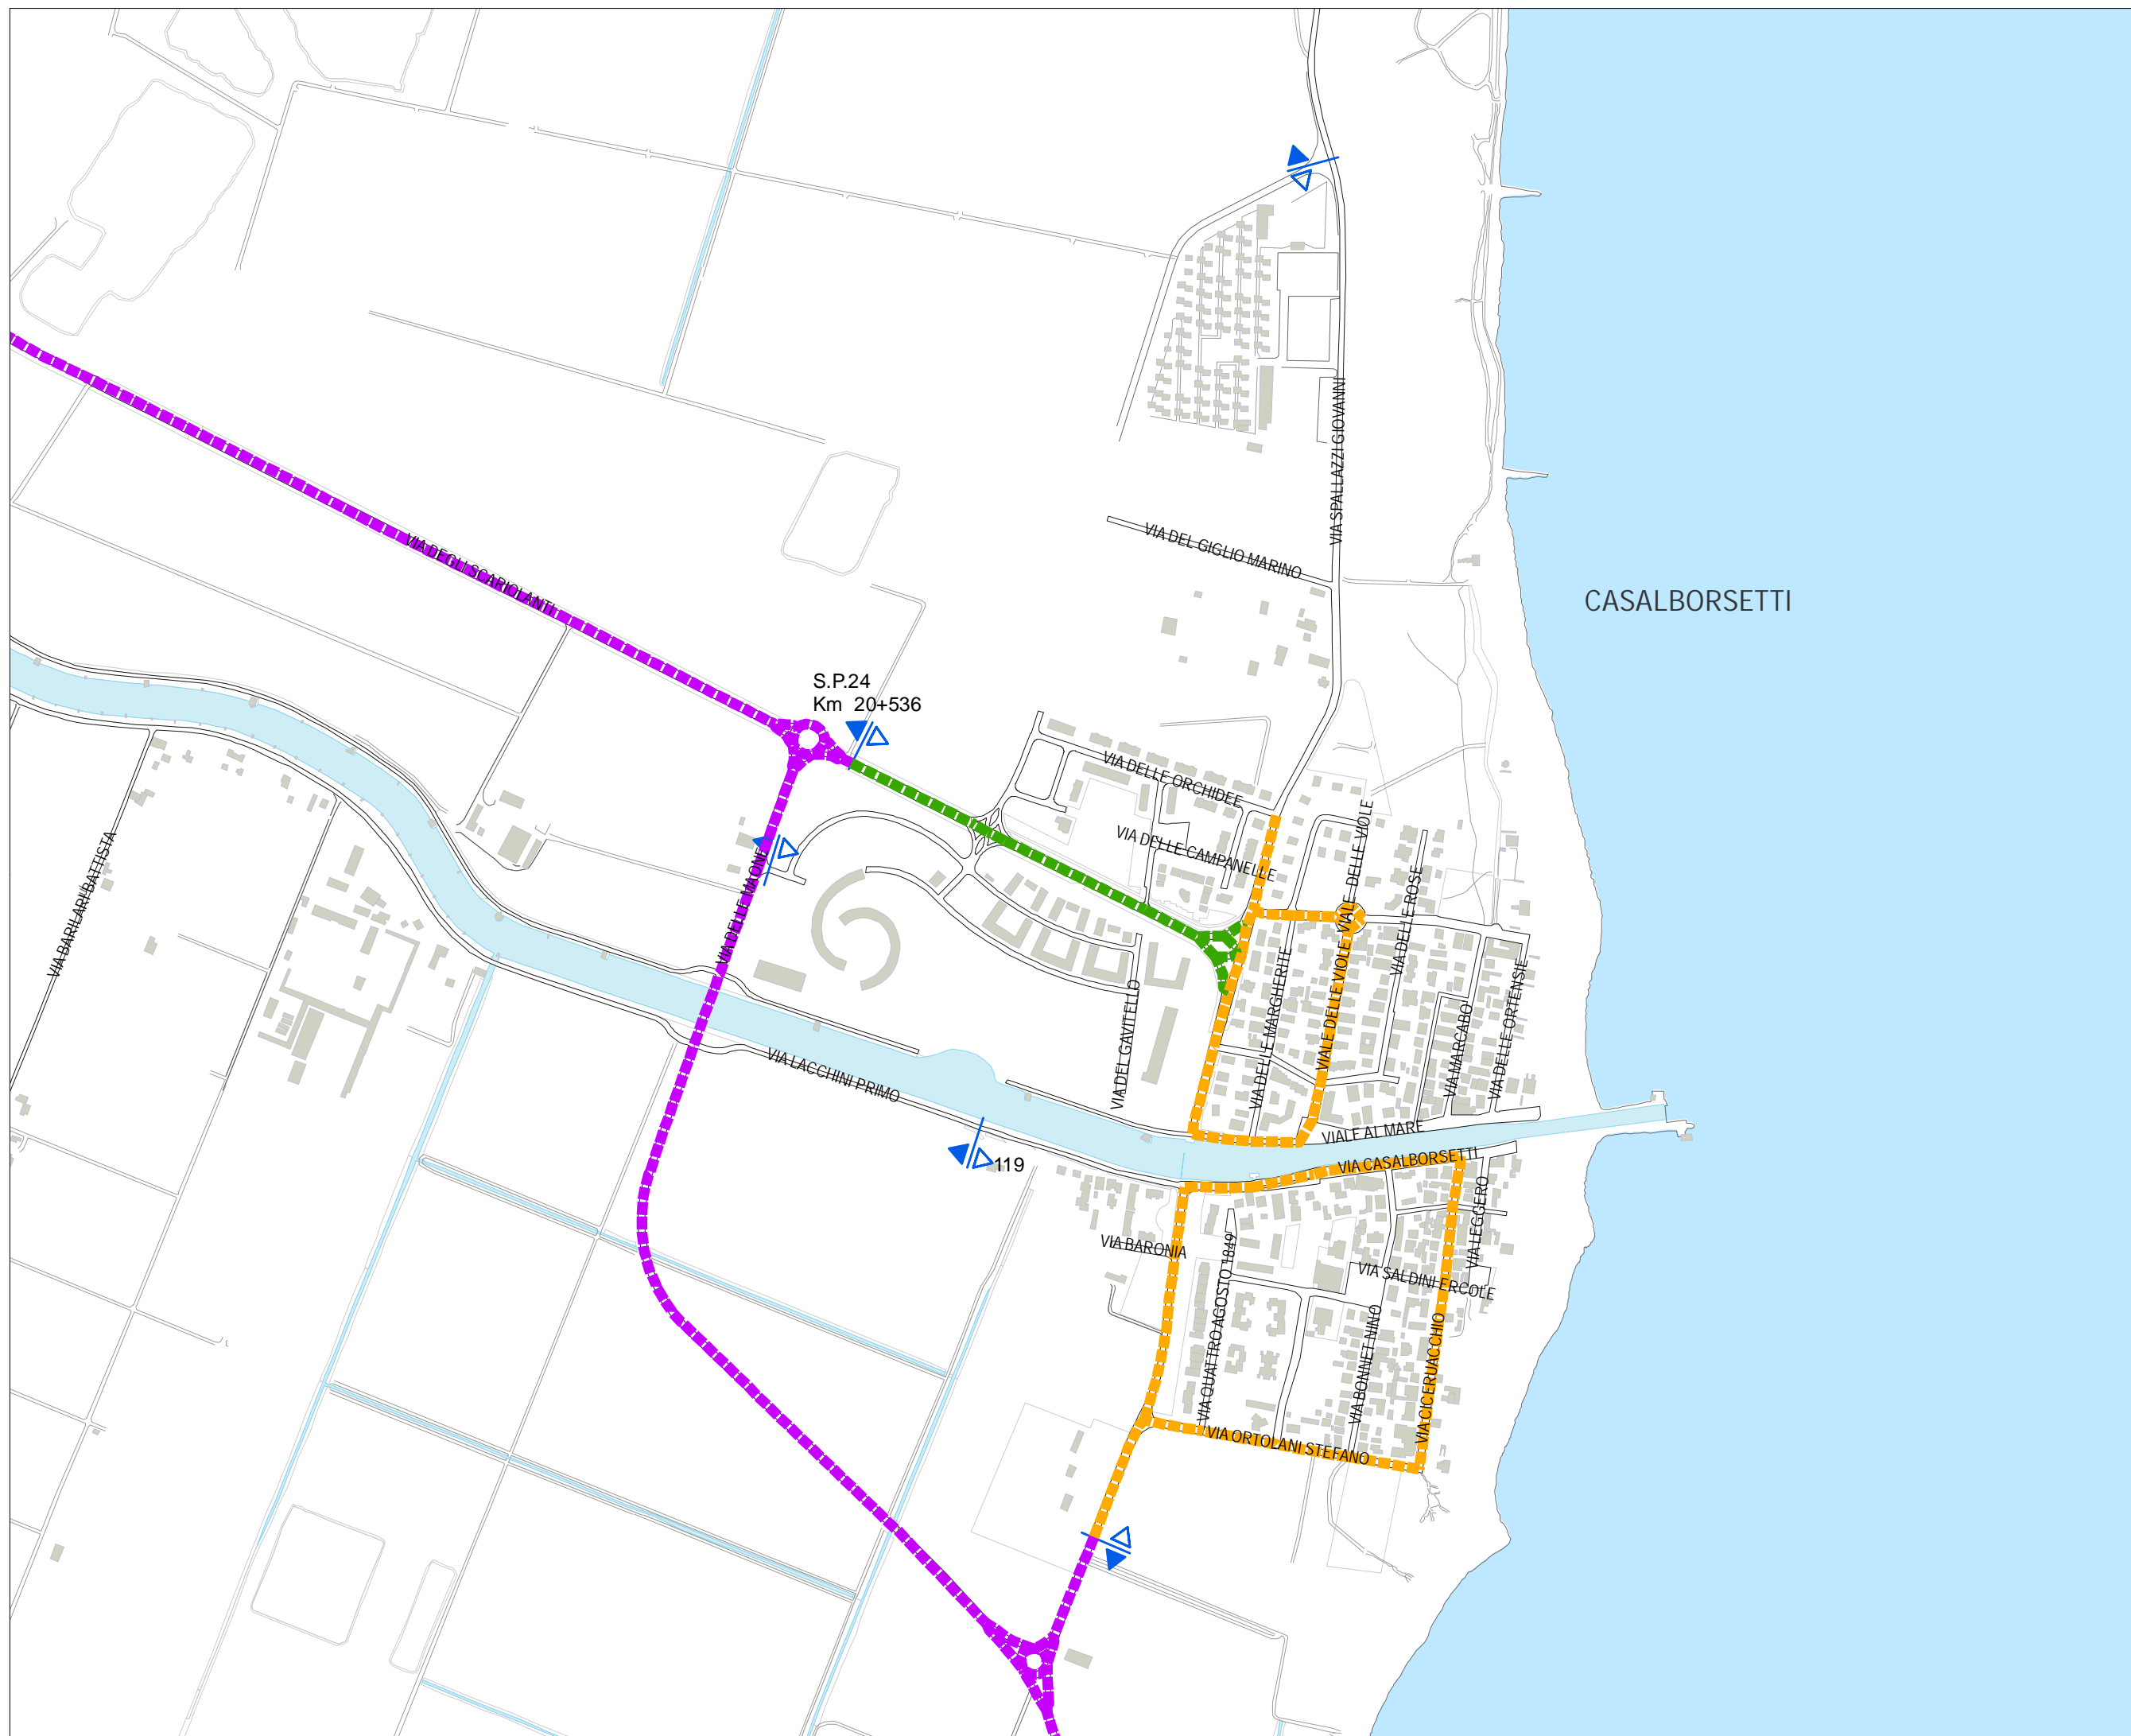 VIA SPALLAZZI GIOVANNI
VIA DEL GIGLIO MARINO
VIA DEGLI SCARIOLANTI
CASALBORSETTI
S.P.24
Km 20+536
VIA DELLE ORCHIDEE
VIA DELLE CAMPANELLE
VIALE DELLE VIOLE
VIALE DELLE VIOLE
VIA DELLE ROSE
VIA BARILARI BATTISTA
VIA DELLE MAONE
VIA DELLE MARGHERITE
VIA DEL GAVITELLO
VIA MARCABO'
VIA DELLE ORTENSIE
VIA LACCHINI PRIMO
VIALE AL MARE
VIA CASALBORSETTI
119
VIA LEGGERO
VIA BARONIA
VIA QUATTRO AGOSTO 1849
VIA SALDINI ERCOLE
VIA BONNET NINO
VIA CICERUACCHIO
VIA ORTOLANI STEFANO